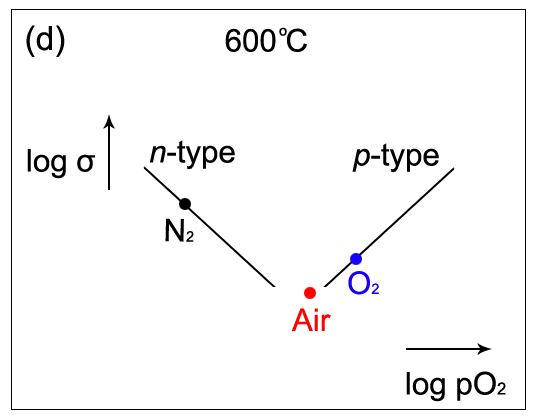 (d)
600℃
log σ
n-type
p-type
N₂
O₂
Air
log pO₂